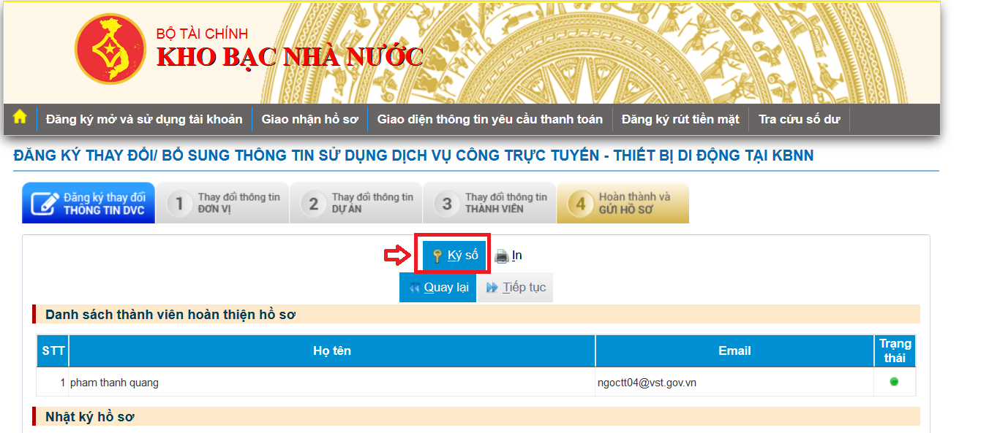 BỘ TÀI CHÍNH
KHO BẠC NHÀ NƯỚC
Đăng ký mở và sử dụng tài khoản Giao nhận hồ sơ Giao diện thông tin yêu cầu thanh toán Đăng ký rút tiền mặt Tra cứu số dư
ĐĂNG KÝ THAY ĐỔI/ BỔ SUNG THÔNG TIN SỬ DỤNG DỊCH VỤ CÔNG TRỰC TUYẾN - THIẾT BỊ DI ĐỘNG TẠI KBNN
Đăng ký thay đổi
THÔNG TIN DVC
1
Thay đổi thông tin
ĐƠN VỊ
2
Thay đổi thông tin
DỰ ÁN
3
Thay đổi thông tin
THÀNH VIÊN
4
Hoàn thành và
GỬI HỒ SƠ
Ký số In
Quay lại Tiếp tục
Danh sách thành viên hoàn thiện hồ sơ
STT Họ tên Email Trạng
thái
1 pham thanh quang ngoctt04@vst.gov.vn
Nhật ký hồ sơ